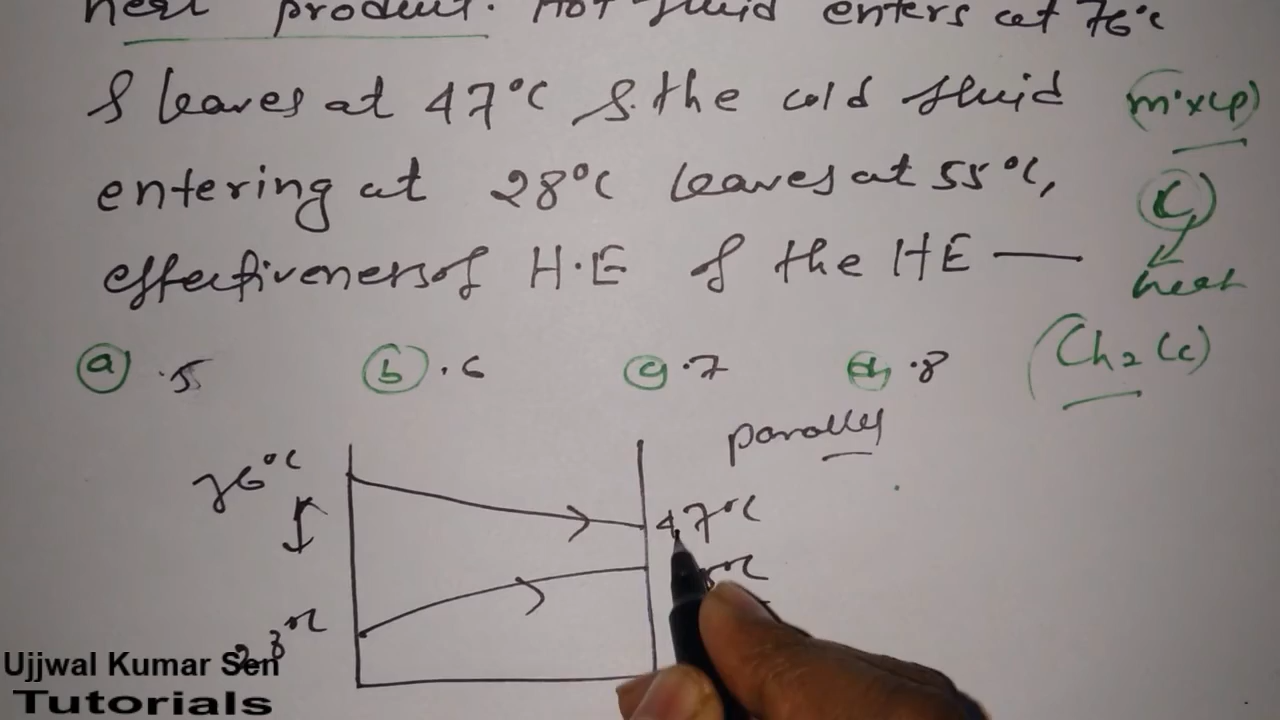 heat product. Hot fluid enters at 76°C
& leaves at 47°C & the cold fluid (m·xcp)
entering at 28°C leaves at 55°C, (C)
effectiveness of H.E of the HE — heat
(a) .5 (b) .6 (c) .7 (d) .8 (Ch, Cc)
parallel
76°C
47°C
28°C
Ujjwal Kumar Sen
Tutorials